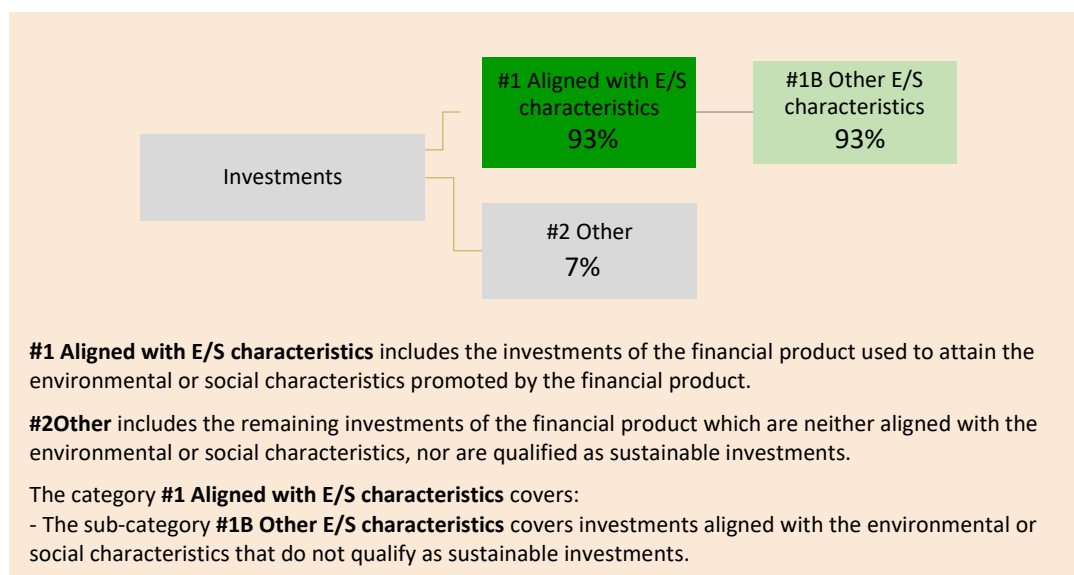 #1 Aligned with E/S
characteristics
93%
#1B Other E/S
characteristics
93%
Investments
#2 Other
7%
#1 Aligned with E/S characteristics includes the investments of the financial product used to attain the
environmental or social characteristics promoted by the financial product.
#2Other includes the remaining investments of the financial product which are neither aligned with the
environmental or social characteristics, nor are qualified as sustainable investments.
The category #1 Aligned with E/S characteristics covers:
- The sub-category #1B Other E/S characteristics covers investments aligned with the environmental or
social characteristics that do not qualify as sustainable investments.